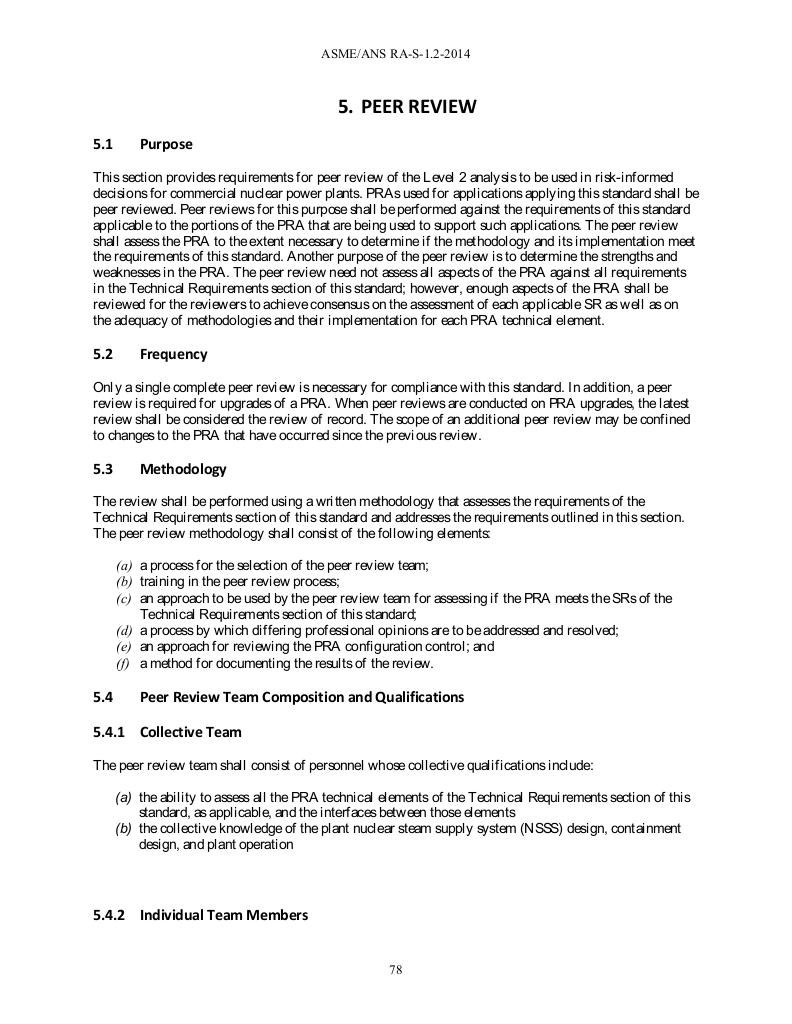 ASME/ANS RA-S-1.2-2014
5. PEER REVIEW
5.1 Purpose
This section provides requirements for peer review of the Level 2 analysis to be used in risk-informed
decisions for commercial nuclear power plants. PRAs used for applications applying this standard shall be
peer reviewed. Peer reviews for this purpose shall be performed against the requirements of this standard
applicable to the portions of the PRA that are being used to support such applications. The peer review
shall assess the PRA to the extent necessary to determine if the methodology and its implementation meet
the requirements of this standard. Another purpose of the peer review is to determine the strengths and
weaknesses in the PRA. The peer review need not assess all aspects of the PRA against all requirements
in the Technical Requirements section of this standard; however, enough aspects of the PRA shall be
reviewed for the reviewers to achieve consensus on the assessment of each applicable SR as well as on
the adequacy of methodologies and their implementation for each PRA technical element.
5.2 Frequency
Only a single complete peer review is necessary for compliance with this standard. In addition, a peer
review is required for upgrades of a PRA. When peer reviews are conducted on PRA upgrades, the latest
review shall be considered the review of record. The scope of an additional peer review may be confined
to changes to the PRA that have occurred since the previous review.
5.3 Methodology
The review shall be performed using a written methodology that assesses the requirements of the
Technical Requirements section of this standard and addresses the requirements outlined in this section.
The peer review methodology shall consist of the following elements:
(a) a process for the selection of the peer review team;
(b) training in the peer review process;
(c) an approach to be used by the peer review team for assessing if the PRA meets the SRs of the
Technical Requirements section of this standard;
(d) a process by which differing professional opinions are to be addressed and resolved;
(e) an approach for reviewing the PRA configuration control; and
(f) a method for documenting the results of the review.
5.4 Peer Review Team Composition and Qualifications
5.4.1 Collective Team
The peer review team shall consist of personnel whose collective qualifications include:
(a) the ability to assess all the PRA technical elements of the Technical Requirements section of this
standard, as applicable, and the interfaces between those elements
(b) the collective knowledge of the plant nuclear steam supply system (NSSS) design, containment
design, and plant operation
5.4.2 Individual Team Members
78